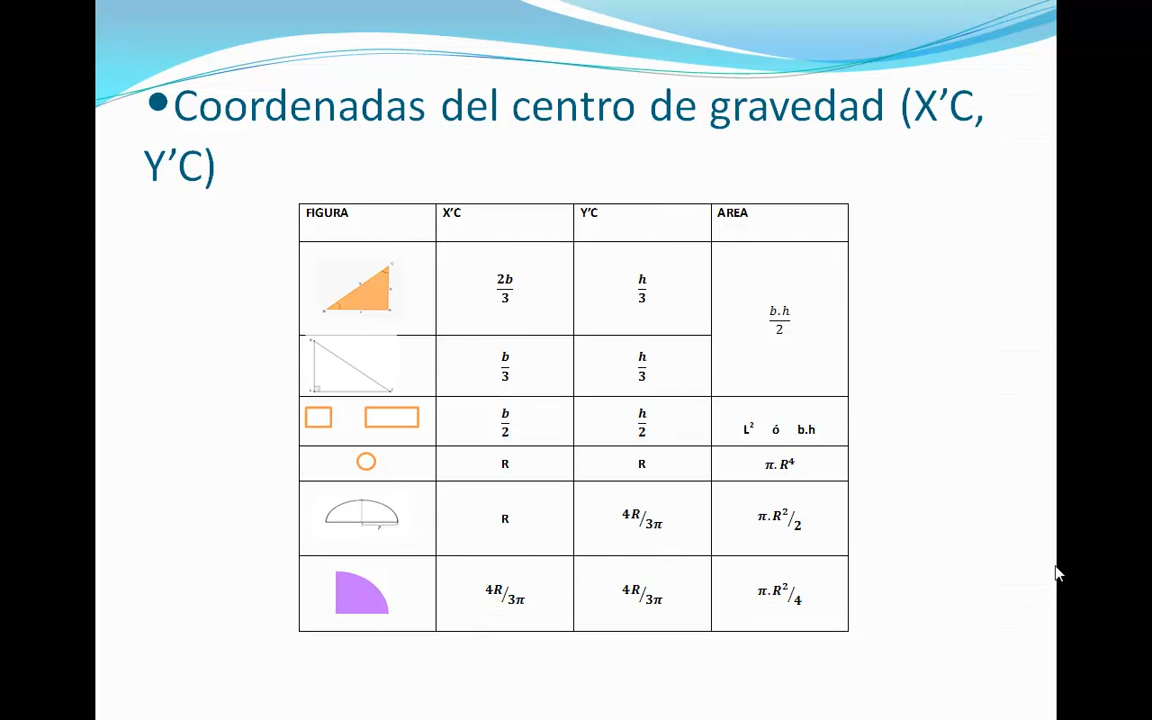 •Coordenadas del centro de gravedad (X’C,
Y’C)
FIGURA X’C Y’C AREA
2b/3 h/3 b.h/2
b/3 h/3
b/2 h/2 L² ó b.h
R R π.R⁴
R 4R/3π π.R²/2
4R/3π 4R/3π π.R²/4